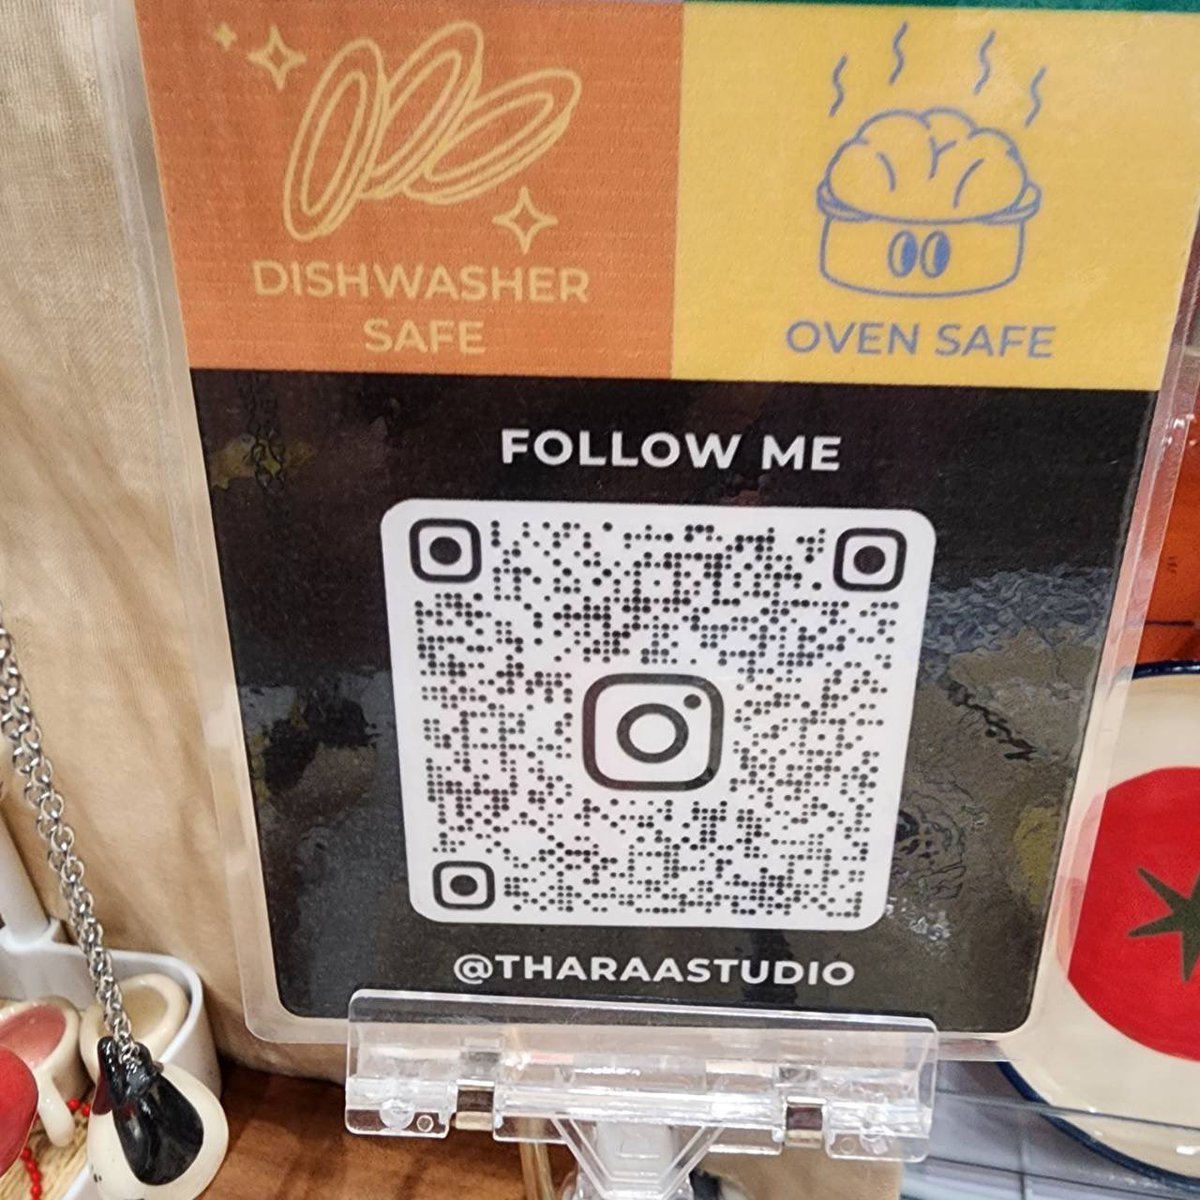 DISHWASHER
SAFE
OVEN SAFE
FOLLOW ME
@THARAASTUDIO